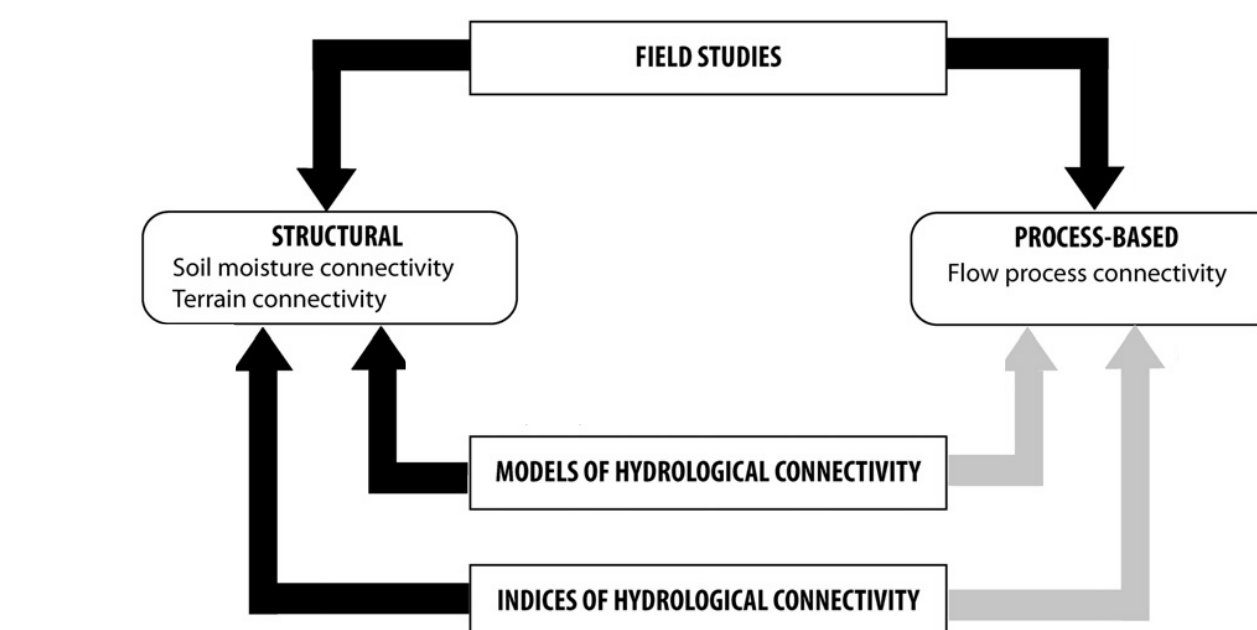 FIELD STUDIES
STRUCTURAL
Soil moisture connectivity
Terrain connectivity
PROCESS-BASED
Flow process connectivity
MODELS OF HYDROLOGICAL CONNECTIVITY
INDICES OF HYDROLOGICAL CONNECTIVITY